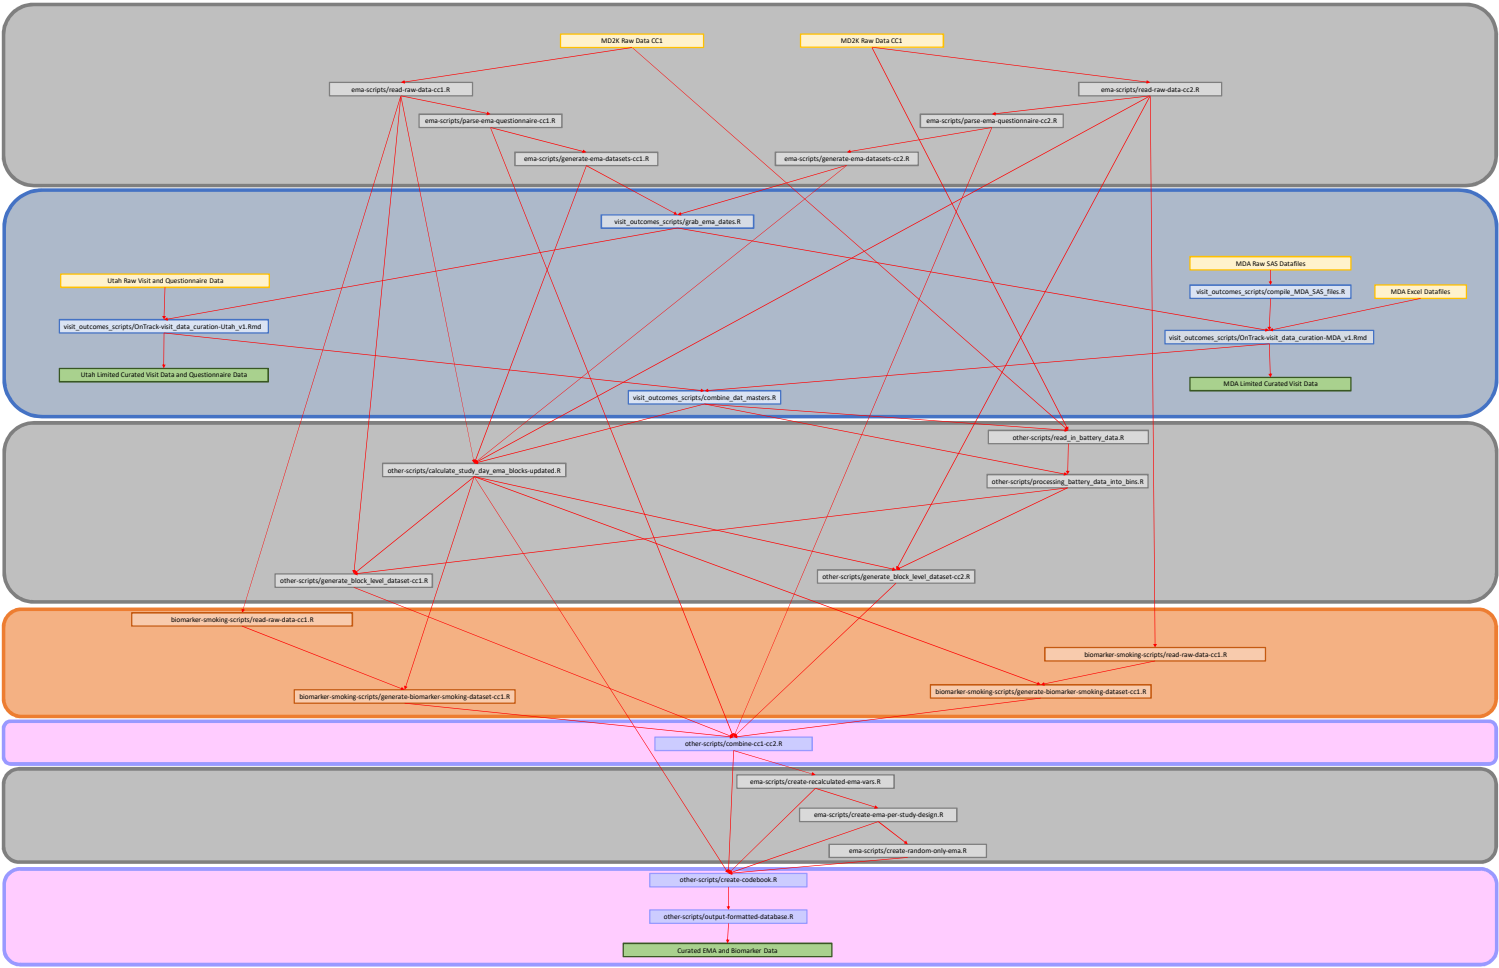 MD2K Raw Data CC1
MD2K Raw Data CC1
ema-scripts/read-raw-data-cc1.R
ema-scripts/read-raw-data-cc2.R
ema-scripts/parse-ema-questionnaire-cc1.R
ema-scripts/parse-ema-questionnaire-cc2.R
ema-scripts/generate-ema-datasets-cc1.R
ema-scripts/generate-ema-datasets-cc2.R
visit_outcomes_scripts/grab_ema_dates.R
MDA Raw SAS Datafiles
Utah Raw Visit and Questionnaire Data
visit_outcomes_scripts/compile_MDA_SAS_files.R
MDA Excel Datafiles
visit_outcomes_scripts/OnTrack-visit_data_curation-Utah_v1.Rmd
visit_outcomes_scripts/OnTrack-visit_data_curation-MDA_v1.Rmd
Utah Limited Curated Visit Data and Questionnaire Data
MDA Limited Curated Visit Data
visit_outcomes_scripts/combine_dat_masters.R
other-scripts/read_in_battery_data.R
other-scripts/calculate_study_day_ema_blocks-updated.R
other-scripts/processing_battery_data_into_bins.R
other-scripts/generate_block_level_dataset-cc1.R
other-scripts/generate_block_level_dataset-cc2.R
biomarker-smoking-scripts/read-raw-data-cc1.R
biomarker-smoking-scripts/read-raw-data-cc1.R
biomarker-smoking-scripts/generate-biomarker-smoking-dataset-cc1.R
biomarker-smoking-scripts/generate-biomarker-smoking-dataset-cc1.R
other-scripts/combine-cc1-cc2.R
ema-scripts/create-recalculated-ema-vars.R
ema-scripts/create-ema-per-study-design.R
ema-scripts/create-random-only-ema.R
other-scripts/create-codebook.R
other-scripts/output-formatted-database.R
Curated EMA and Biomarker Data